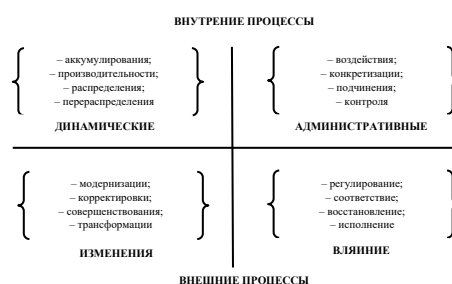 ВНУТРЕНИЕ ПРОЦЕССЫ
– аккумулирования;
– производительности;
– распределения;
– перераспределения
ДИНАМИЧЕСКИЕ
– воздействия;
– конкретизации;
– подчинения;
– контроля
АДМИНИСТРАТИВНЫЕ
– модернизации;
– корректировки;
– совершенствования;
– трансформации
ИЗМЕНЕНИЯ
– регулирование;
– соответствие;
– восстановление;
– исполнение
ВЛЯИНИЕ
ВНЕШНИЕ ПРОЦЕССЫ